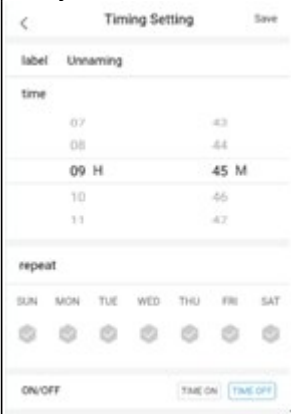 Timing Setting Save
label Unnaming
time
07 43
08 44
09 H 45 M
10 46
11 47
repeat
SUN MON TUE WED THU FRI SAT
ON/OFF TIME ON TIME OFF